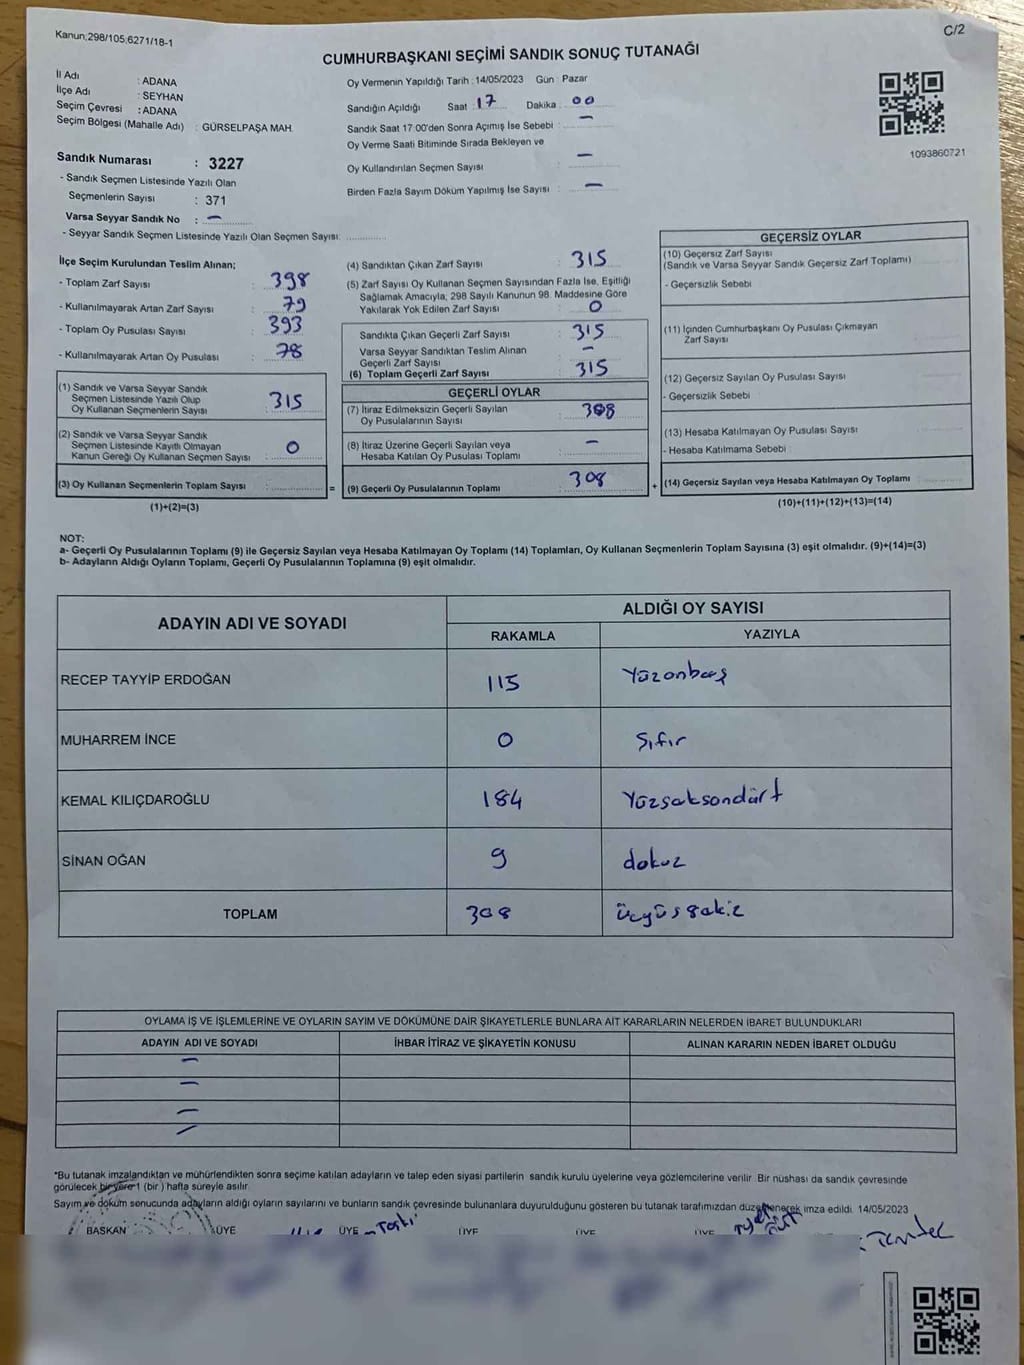 Kanun;298/105;6271/18-1
C/2
CUMHURBAŞKANI SEÇİMİ SANDIK SONUÇ TUTANAĞI
İl Adı : ADANA
İlçe Adı : SEYHAN
Seçim Çevresi : ADANA
Seçim Bölgesi (Mahalle Adı) : GÜRSELPAŞA MAH.
Sandık Numarası : 3227
- Sandık Seçmen Listesinde Yazılı Olan
Seçmenlerin Sayısı : 371
Varsa Seyyar Sandık No : –
- Seyyar Sandık Seçmen Listesinde Yazılı Olan Seçmen Sayısı: ..............
Oy Vermenin Yapıldığı Tarih : 14/05/2023 Gün : Pazar
Sandığın Açıldığı Saat : 17 Dakika : 00
Sandık Saat 17:00'den Sonra Açımış İse Sebebi : –
Oy Verme Saati Bitiminde Sırada Bekleyen ve
Oy Kullandırılan Seçmen Sayısı : –
Birden Fazla Sayım Döküm Yapılmış İse Sayısı : –
1093860721
İlçe Seçim Kurulundan Teslim Alınan;
- Toplam Zarf Sayısı : 398
- Kullanılmayarak Artan Zarf Sayısı : 79
- Toplam Oy Pusulası Sayısı : 393
- Kullanılmayarak Artan Oy Pusulası : 78
(1) Sandık ve Varsa Seyyar Sandık
Seçmen Listesinde Yazılı Olup
Oy Kullanan Seçmenlerin Sayısı : 315
(2) Sandık ve Varsa Seyyar Sandık
Seçmen Listesinde Kayıtlı Olmayan
Kanun Gereği Oy Kullanan Seçmen Sayısı : 0
(3) Oy Kullanan Seçmenlerin Toplam Sayısı : .............. =
(1)+(2)=(3)
(4) Sandıktan Çıkan Zarf Sayısı : 315
(5) Zarf Sayısı Oy Kullanan Seçmen Sayısından Fazla İse, Eşitliği
Sağlamak Amacıyla; 298 Sayılı Kanunun 98. Maddesine Göre
Yakılarak Yok Edilen Zarf Sayısı : 0
Sandıkta Çıkan Geçerli Zarf Sayısı : 315
Varsa Seyyar Sandıktan Teslim Alınan
Geçerli Zarf Sayısı : –
(6) Toplam Geçerli Zarf Sayısı : 315
GEÇERLİ OYLAR
(7) İtiraz Edilmeksizin Geçerli Sayılan
Oy Pusulalarının Sayısı : 308
(8) İtiraz Üzerine Geçerli Sayılan veya
Hesaba Katılan Oy Pusulası Toplamı : –
(9) Geçerli Oy Pusulalarının Toplamı : 308 +
GEÇERSİZ OYLAR
(10) Geçersiz Zarf Sayısı
(Sandık ve Varsa Seyyar Sandık Geçersiz Zarf Toplamı)
- Geçersizlik Sebebi :
(11) İçinden Cumhurbaşkanı Oy Pusulası Çıkmayan
Zarf Sayısı :
(12) Geçersiz Sayılan Oy Pusulası Sayısı :
- Geçersizlik Sebebi :
(13) Hesaba Katılmayan Oy Pusulası Sayısı :
- Hesaba Katılmama Sebebi :
(14) Geçersiz Sayılan veya Hesaba Katılmayan Oy Toplamı :
(10)+(11)+(12)+(13)=(14)
NOT:
a- Geçerli Oy Pusulalarının Toplamı (9) ile Geçersiz Sayılan veya Hesaba Katılmayan Oy Toplamı (14) Toplamları, Oy Kullanan Seçmenlerin Toplam Sayısına (3) eşit olmalıdır. (9)+(14)=(3)
b- Adayların Aldığı Oyların Toplamı, Geçerli Oy Pusulalarının Toplamına (9) eşit olmalıdır.
ADAYIN ADI VE SOYADI
ALDIĞI OY SAYISI
RAKAMLA YAZIYLA
RECEP TAYYİP ERDOĞAN 115 Yüzonbeş
MUHARREM İNCE 0 Sıfır
KEMAL KILIÇDAROĞLU 184 Yüzseksendört
SİNAN OĞAN 9 dokuz
TOPLAM 308 üçyüssekiz
OYLAMA İŞ VE İŞLEMLERİNE VE OYLARIN SAYIM VE DÖKÜMÜNE DAİR ŞİKAYETLERLE BUNLARA AİT KARARLARIN NELERDEN İBARET BULUNDUKLARI
ADAYIN ADI VE SOYADI İHBAR İTİRAZ VE ŞİKAYETİN KONUSU ALINAN KARARIN NEDEN İBARET OLDUĞU
–
–
–
–
*Bu tutanak imzalandıktan ve mühürlendikten sonra seçime katılan adayların ve talep eden siyasi partilerin sandık kurulu üyelerine veya gözlemcilerine verilir. Bir nüshası da sandık çevresinde
görülecek bir yere 1 (bir ) hafta süreyle asılır.
Sayım ve döküm sonucunda adayların aldığı oyların sayılarını ve bunların sandık çevresinde bulunanlara duyurulduğunu gösteren bu tutanak tarafımızdan düzenlenerek imza edildi. 14/05/2023
BAŞKAN ÜYE ÜYE ÜYE ÜYE ÜYE